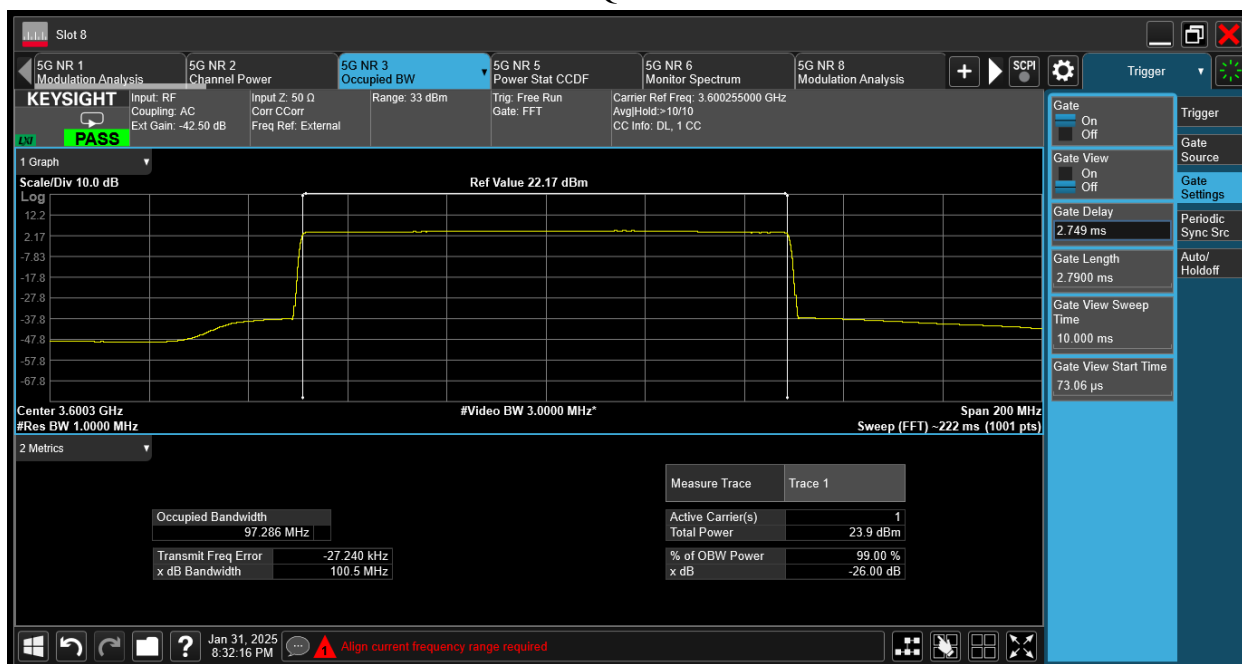 Slot 8
5G NR 1
Modulation Analysis
5G NR 2
Channel Power
5G NR 3
Occupied BW
5G NR 5
Power Stat CCDF
5G NR 6
Monitor Spectrum
5G NR 8
Modulation Analysis
SCPI
Trigger
KEYSIGHT
LXI
PASS
Input: RF
Coupling: AC
Ext Gain: -42.50 dB
Input Z: 50 Ω
Corr CCorr
Freq Ref: External
Range: 33 dBm
Trig: Free Run
Gate: FFT
Carrier Ref Freq: 3.600255000 GHz
Avg|Hold:>10/10
CC Info: DL, 1 CC
1 Graph
Scale/Div 10.0 dB
Ref Value 22.17 dBm
Log
12.2
2.17
-7.83
-17.8
-27.8
-37.8
-47.8
-57.8
-67.8
Center 3.6003 GHz
#Video BW 3.0000 MHz*
Span 200 MHz
#Res BW 1.0000 MHz
Sweep (FFT) ~222 ms (1001 pts)
2 Metrics
Measure Trace Trace 1
Occupied Bandwidth
97.286 MHz
Active Carrier(s) 1
Total Power 23.9 dBm
Transmit Freq Error -27.240 kHz
x dB Bandwidth 100.5 MHz
% of OBW Power 99.00 %
x dB -26.00 dB
Gate
On
Off
Gate View
On
Off
Gate Delay
2.749 ms
Gate Length
2.7900 ms
Gate View Sweep
Time
10.000 ms
Gate View Start Time
73.06 µs
Trigger
Gate
Source
Gate
Settings
Periodic
Sync Src
Auto/
Holdoff
?
Jan 31, 2025
8:32:16 PM
1
Align current frequency range required